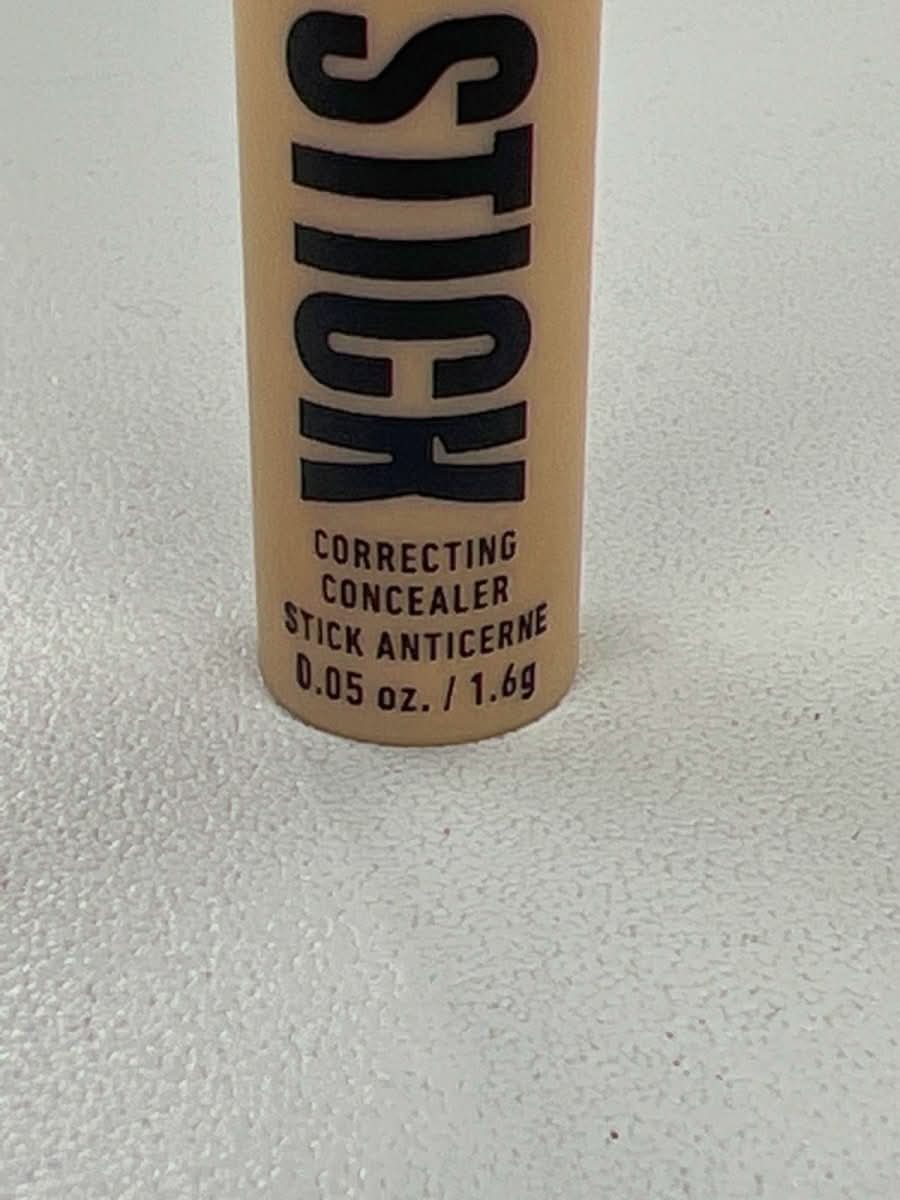 STICK
CORRECTING
CONCEALER
STICK ANTICERNE
0.05 oz. / 1.6g